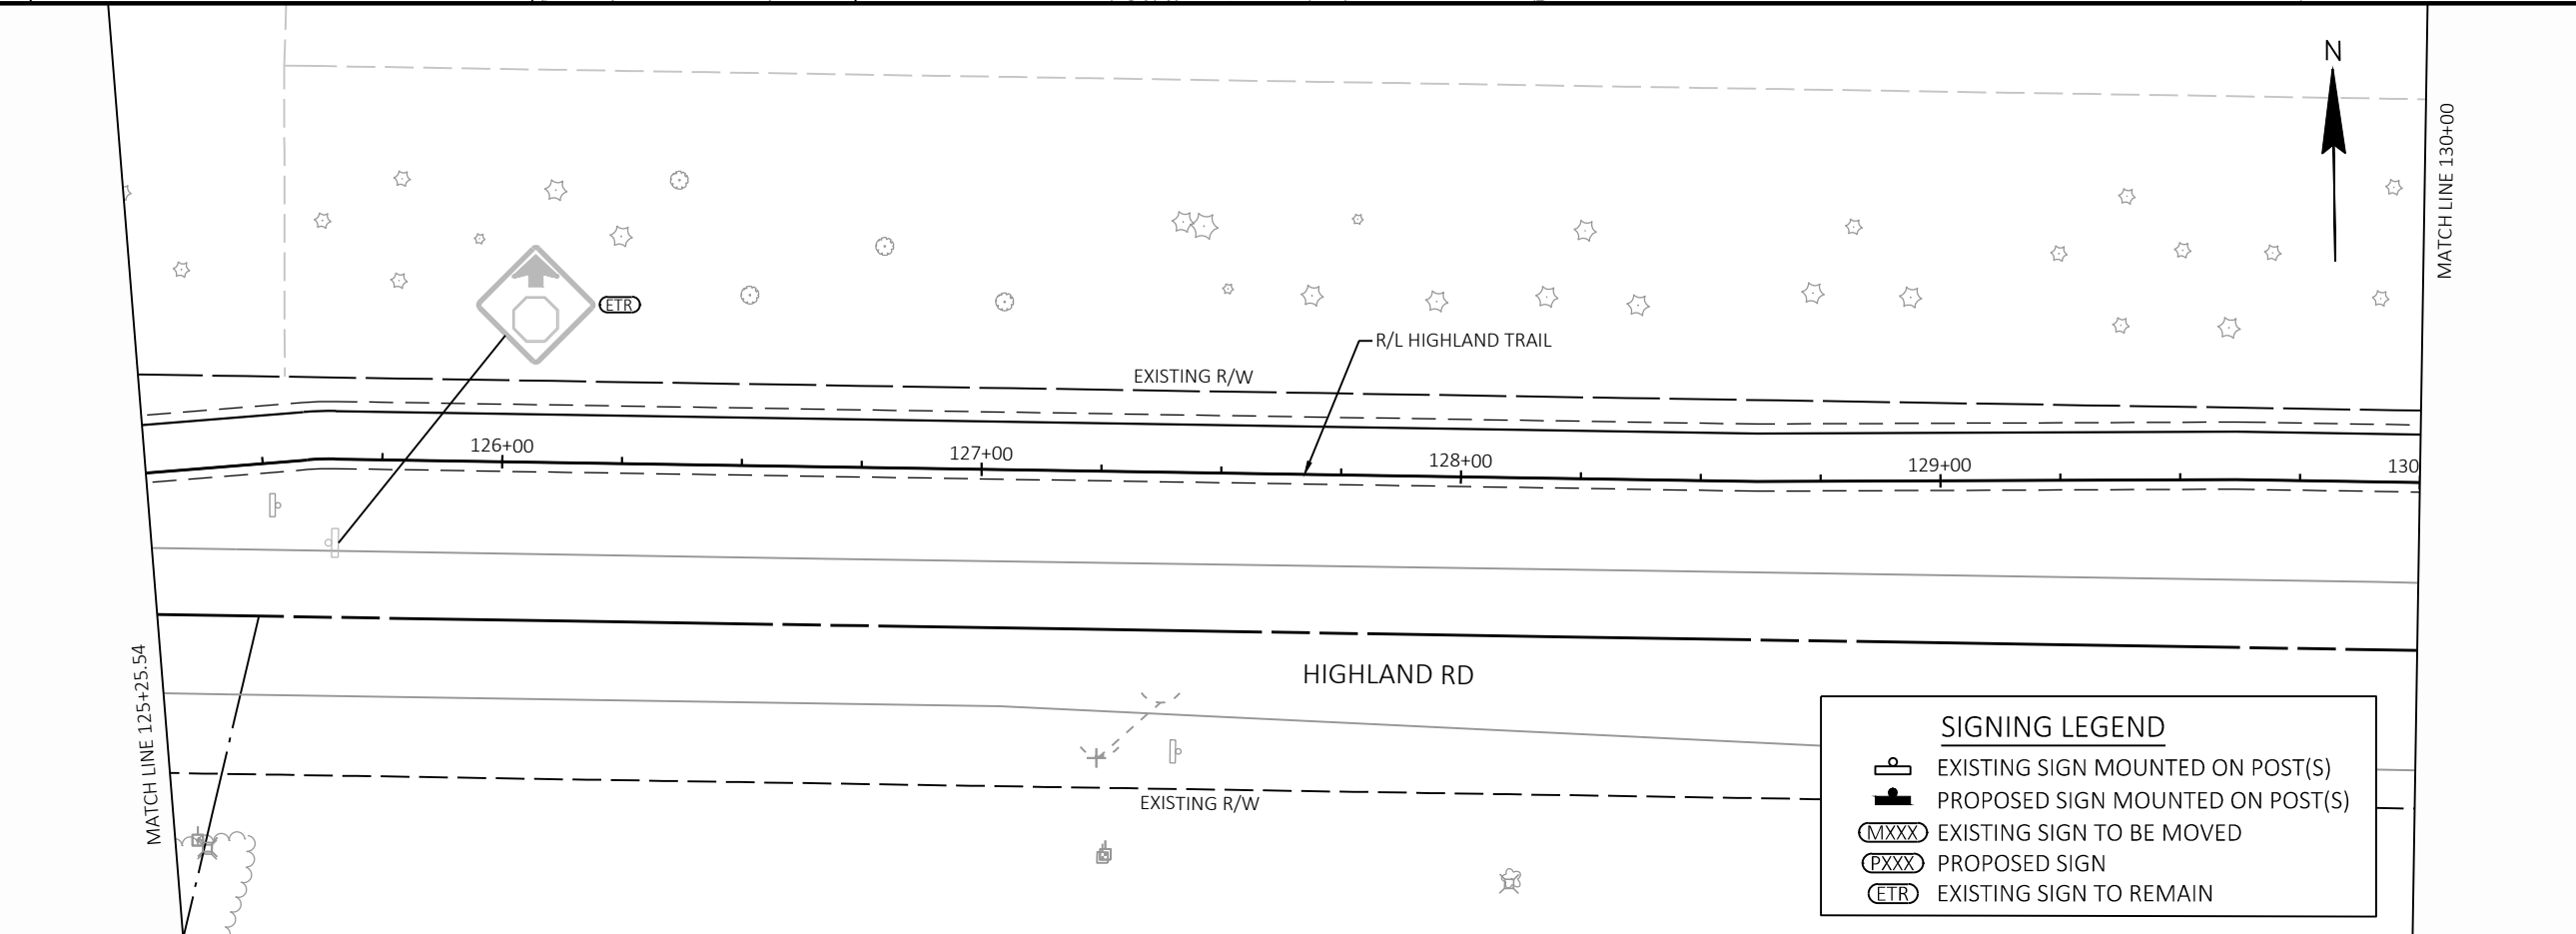 N
MATCH LINE 130+00
ETR
R/L HIGHLAND TRAIL
EXISTING R/W
126+00
127+00
128+00
129+00
130
HIGHLAND RD
MATCH LINE 125+25.54
EXISTING R/W
SIGNING LEGEND
EXISTING SIGN MOUNTED ON POST(S)
PROPOSED SIGN MOUNTED ON POST(S)
MXXX EXISTING SIGN TO BE MOVED
PXXX PROPOSED SIGN
ETR EXISTING SIGN TO REMAIN